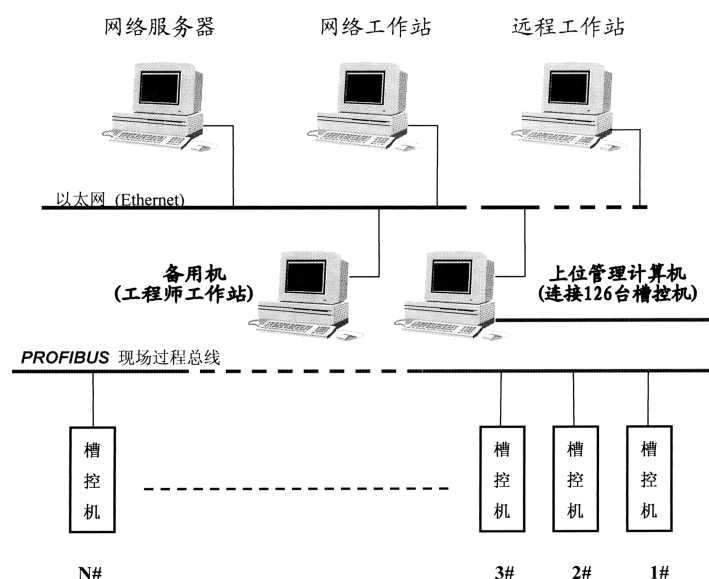 网络服务器 网络工作站 远程工作站
以太网 (Ethernet)
备用机
(工程师工作站)
上位管理计算机
(连接126台槽控机)
PROFIBUS 现场过程总线
槽控机
槽控机
槽控机
槽控机
N# 3# 2# 1#